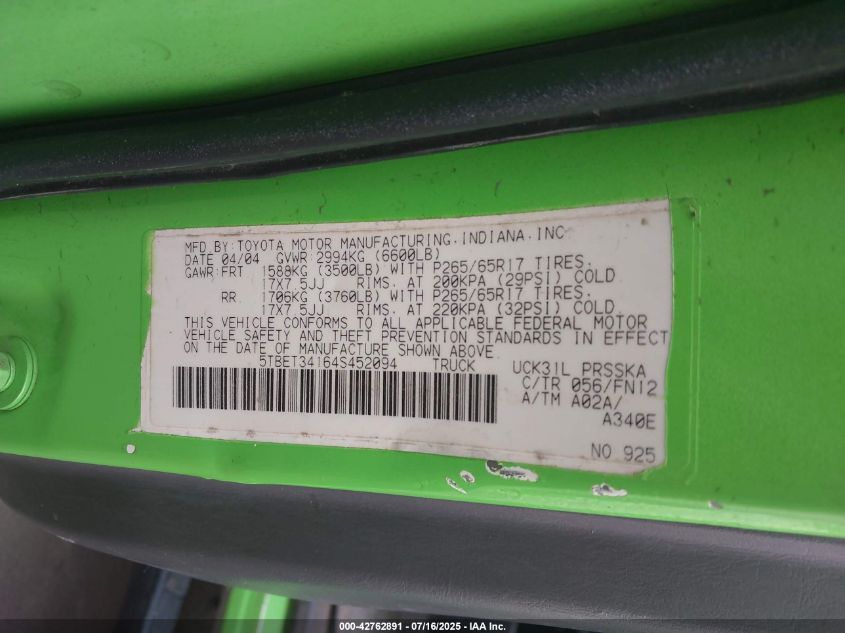 MFD BY:TOYOTA MOTOR MANUFACTURING.INDIANA.INC.
DATE 04/04 GVWR:2994KG (6600LB)
GAWR:FRT 1588KG (3500LB) WITH P265/65R17 TIRES.
17X7.5JJ RIMS. AT 200KPA (29PSI) COLD
RR 1706KG (3760LB) WITH P265/65R17 TIRES.
17X7.5JJ RIMS. AT 220KPA (32PSI) COLD.
THIS VEHICLE CONFORMS TO ALL APPLICABLE FEDERAL MOTOR
VEHICLE SAFETY AND THEFT PREVENTION STANDARDS IN EFFECT
ON THE DATE OF MANUFACTURE SHOWN ABOVE.
5TBET34164S452094 TRUCK UCK31L PRSSKA
C/TR 056/FN12
A/TM A02A/
A340E
NO 925
000-42762891 - 07/16/2025 - IAA Inc.